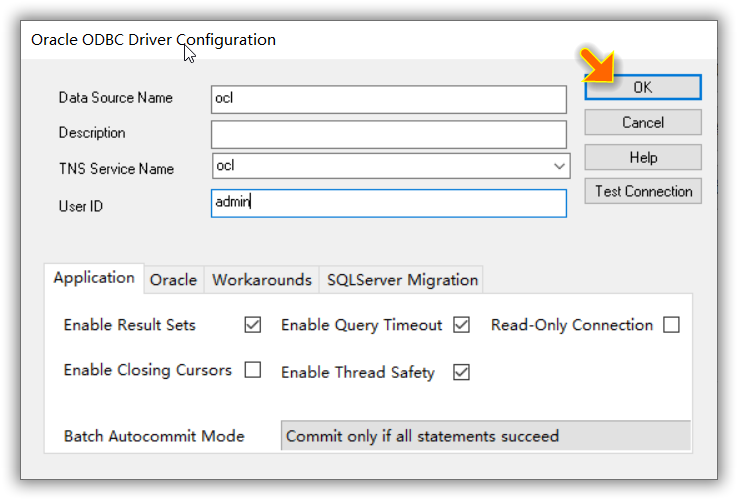 Oracle ODBC Driver Configuration
Data Source Name ocl OK
Description Cancel
TNS Service Name ocl Help
User ID admin Test Connection
Application Oracle Workarounds SQLServer Migration
Enable Result Sets Enable Query Timeout Read-Only Connection
Enable Closing Cursors Enable Thread Safety
Batch Autocommit Mode Commit only if all statements succeed